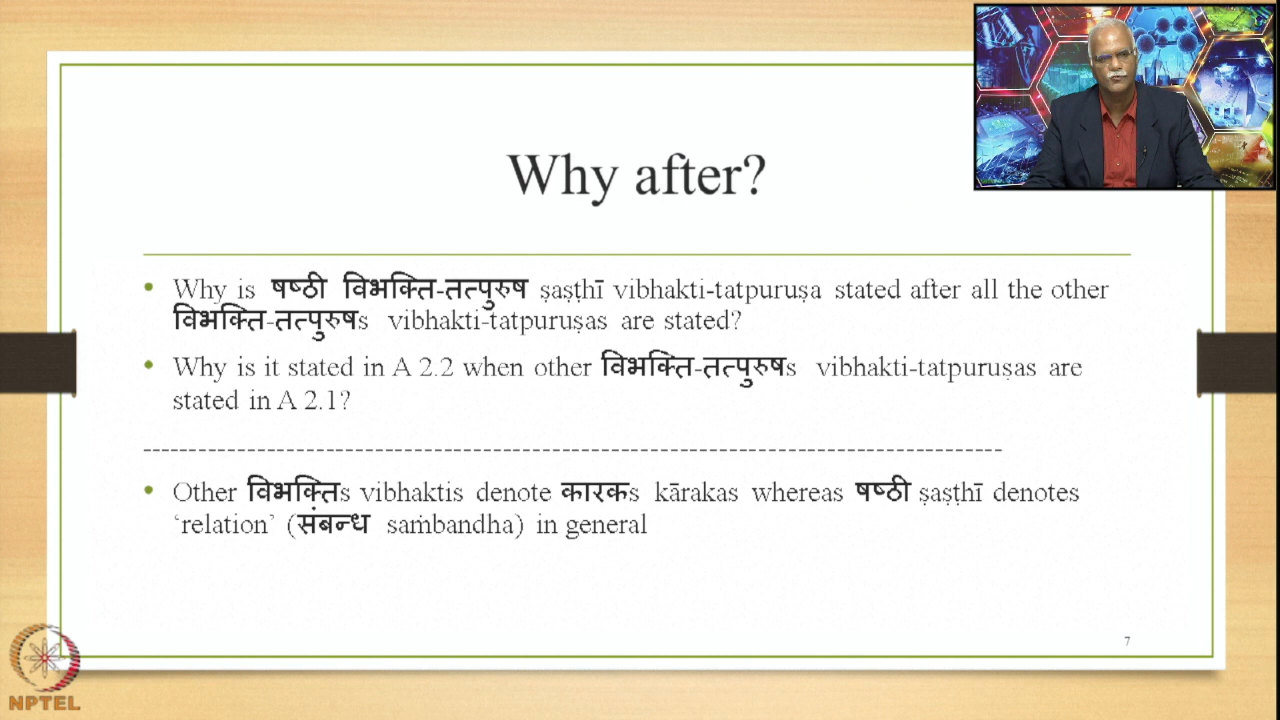 Why after?
• Why is षष्ठी विभक्ति-तत्पुरुष ṣaṣṭhī vibhakti-tatpuruṣa stated after all the other
विभक्ति-तत्पुरुषs vibhakti-tatpuruṣas are stated?
• Why is it stated in A 2.2 when other विभक्ति-तत्पुरुषs vibhakti-tatpuruṣas are
stated in A 2.1?
--------------------------------------------------------------------------------------
• Other विभक्तिs vibhaktis denote कारकs kārakas whereas षष्ठी ṣaṣṭhī denotes
‘relation’ (संबन्ध saṁbandha) in general
7
NPTEL